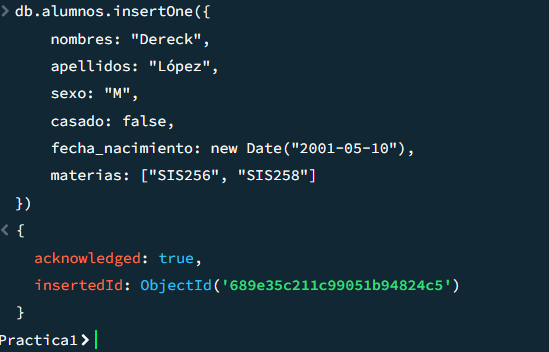 > db.alumnos.insertOne({
    nombres: "Dereck",
    apellidos: "López",
    sexo: "M",
    casado: false,
    fecha_nacimiento: new Date("2001-05-10"),
    materias: ["SIS256", "SIS258"]
})
< {
  acknowledged: true,
  insertedId: ObjectId('689e35c211c99051b94824c5')
}
Practica1>